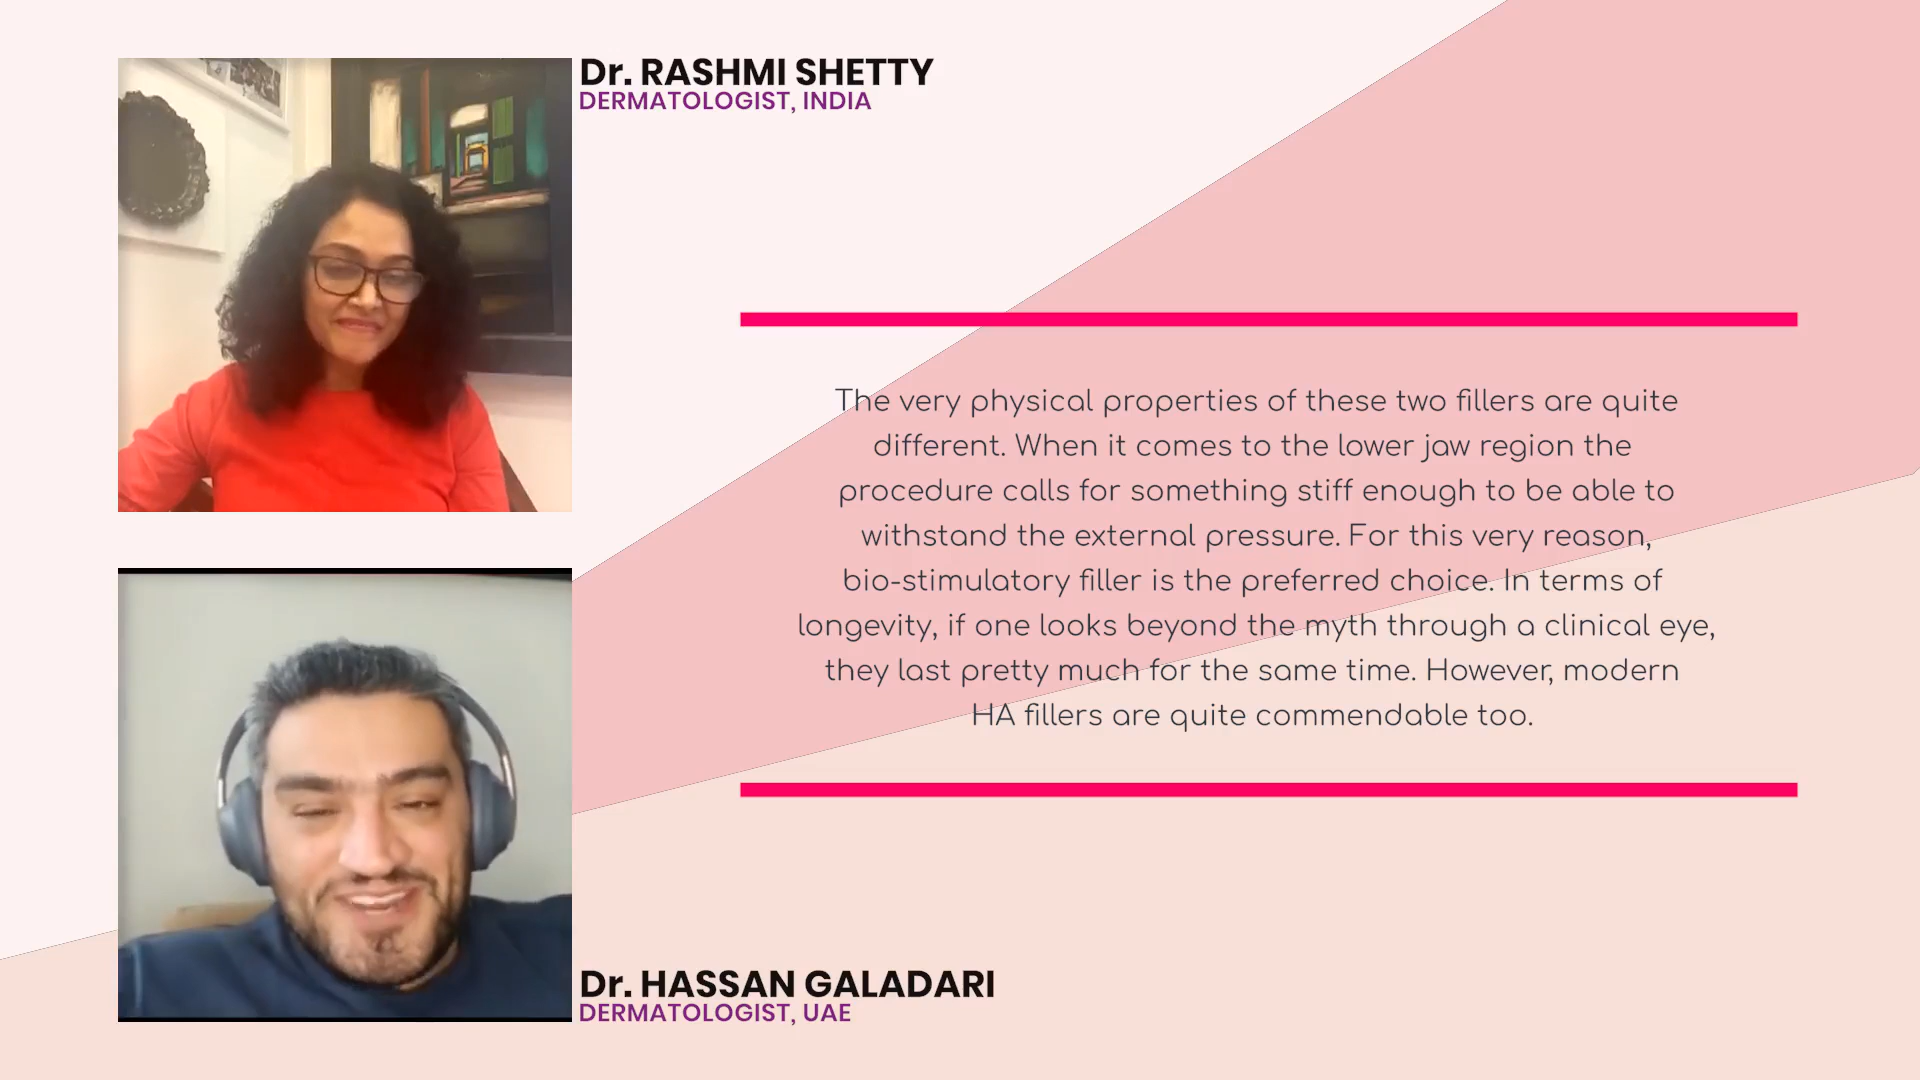 Dr. RASHMI SHETTY
DERMATOLOGIST, INDIA
The very physical properties of these two fillers are quite
different. When it comes to the lower jaw region the
procedure calls for something stiff enough to be able to
withstand the external pressure. For this very reason,
bio-stimulatory filler is the preferred choice. In terms of
longevity, if one looks beyond the myth through a clinical eye,
they last pretty much for the same time. However, modern
HA fillers are quite commendable too.
Dr. HASSAN GALADARI
DERMATOLOGIST, UAE